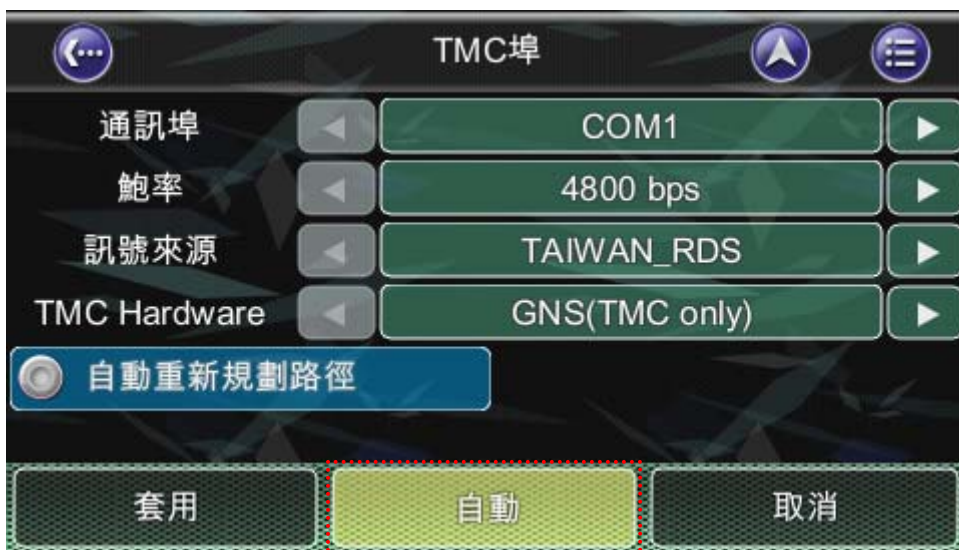 TMC埠
通訊埠 COM1
鮑率 4800 bps
訊號來源 TAIWAN_RDS
TMC Hardware GNS(TMC only)
自動重新規劃路徑
套用 自動 取消